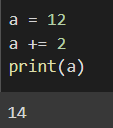 a = 12
a += 2
print(a)
14